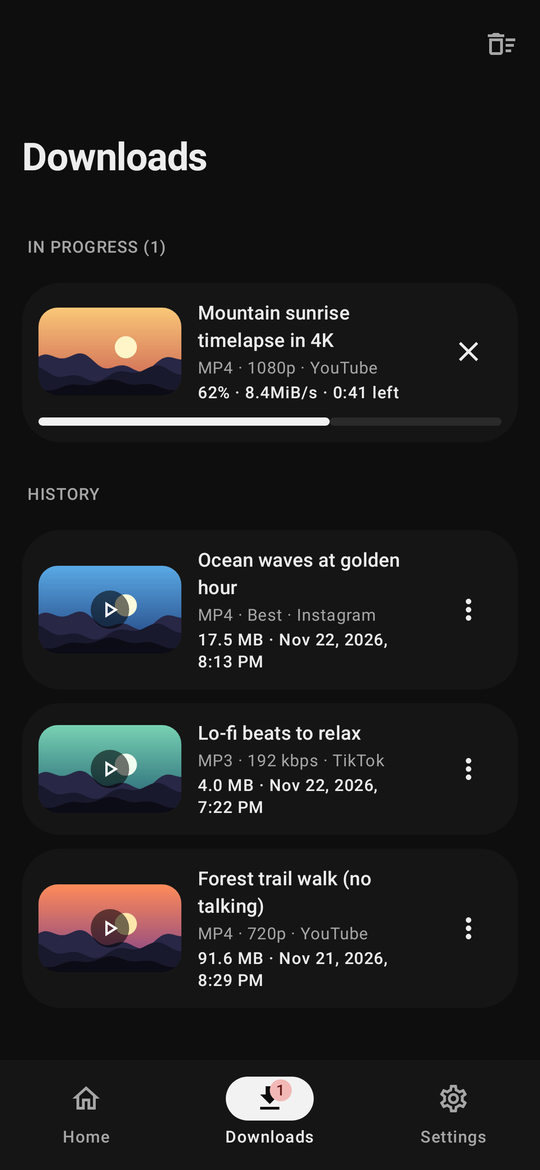 Downloads
IN PROGRESS (1)
Mountain sunrise
timelapse in 4K
MP4 · 1080p · YouTube
62% · 8.4MiB/s · 0:41 left
HISTORY
Ocean waves at golden
hour
MP4 · Best · Instagram
17.5 MB · Nov 22, 2026,
8:13 PM
Lo-fi beats to relax
MP3 · 192 kbps · TikTok
4.0 MB · Nov 22, 2026,
7:22 PM
Forest trail walk (no
talking)
MP4 · 720p · YouTube
91.6 MB · Nov 21, 2026,
8:29 PM
1
Home
Downloads
Settings